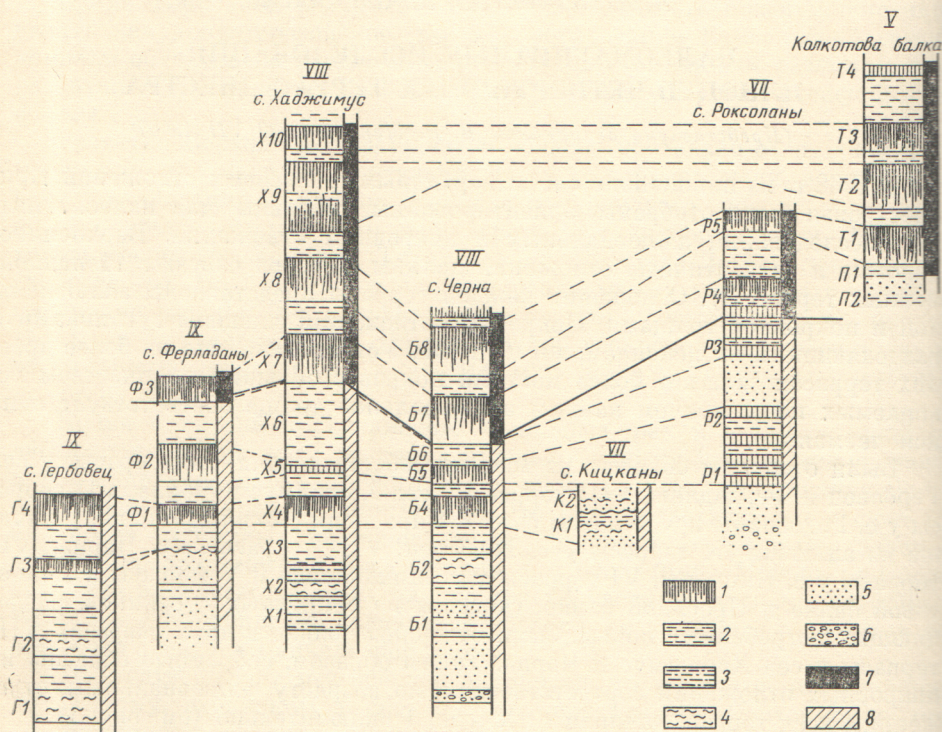 V
Колкотова балка
Т4
Т3
Т2
Т1
П1
П2
VIII
с. Хаджимус
Х10
Х9
Х8
Х7
Х6
Х5
Х4
Х3
Х2
Х1
VII
с. Роксоланы
Р5
Р4
Р3
Р2
Р1
VIII
с. Черна
Б8
Б7
Б6
Б5
Б4
Б2
Б1
IX
с. Ферладаны
Ф3
Ф2
Ф1
IX
с. Гербовец
Г4
Г3
Г2
Г1
VII
с. Кицканы
К2
К1
1
2
3
4
5
6
7
8